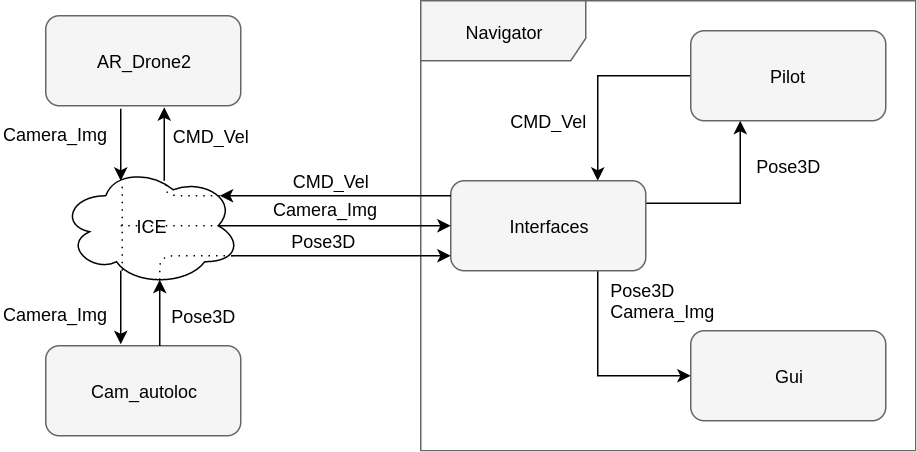 Navigator
AR_Drone2
Pilot
Camera_Img
CMD_Vel
CMD_Vel
Pose3D
CMD_Vel
Camera_Img
ICE
Interfaces
Pose3D
Pose3D
Camera_Img
Camera_Img
Pose3D
Gui
Cam_autoloc